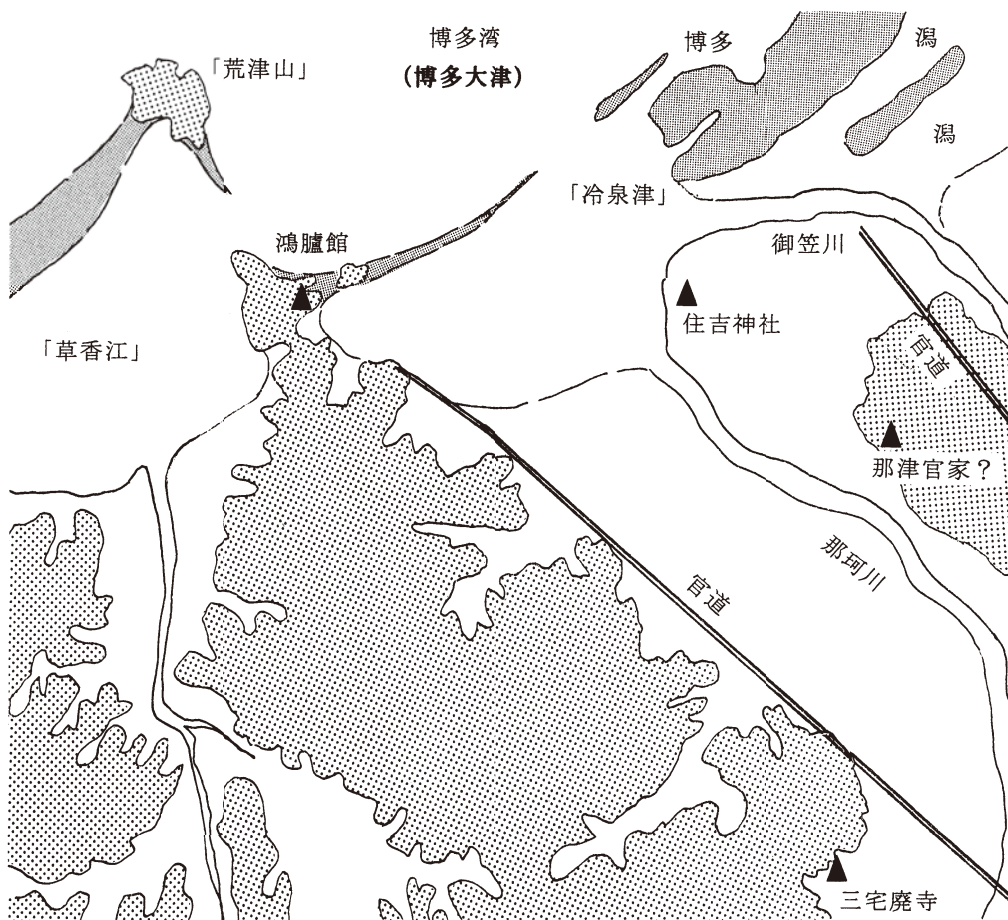 博多湾
(博多大津)
「荒津山」
博多
潟
潟
「冷泉津」
鴻臚館
御笠川
住吉神社
官道
「草香江」
那津官家？
那珂川
官道
三宅廃寺